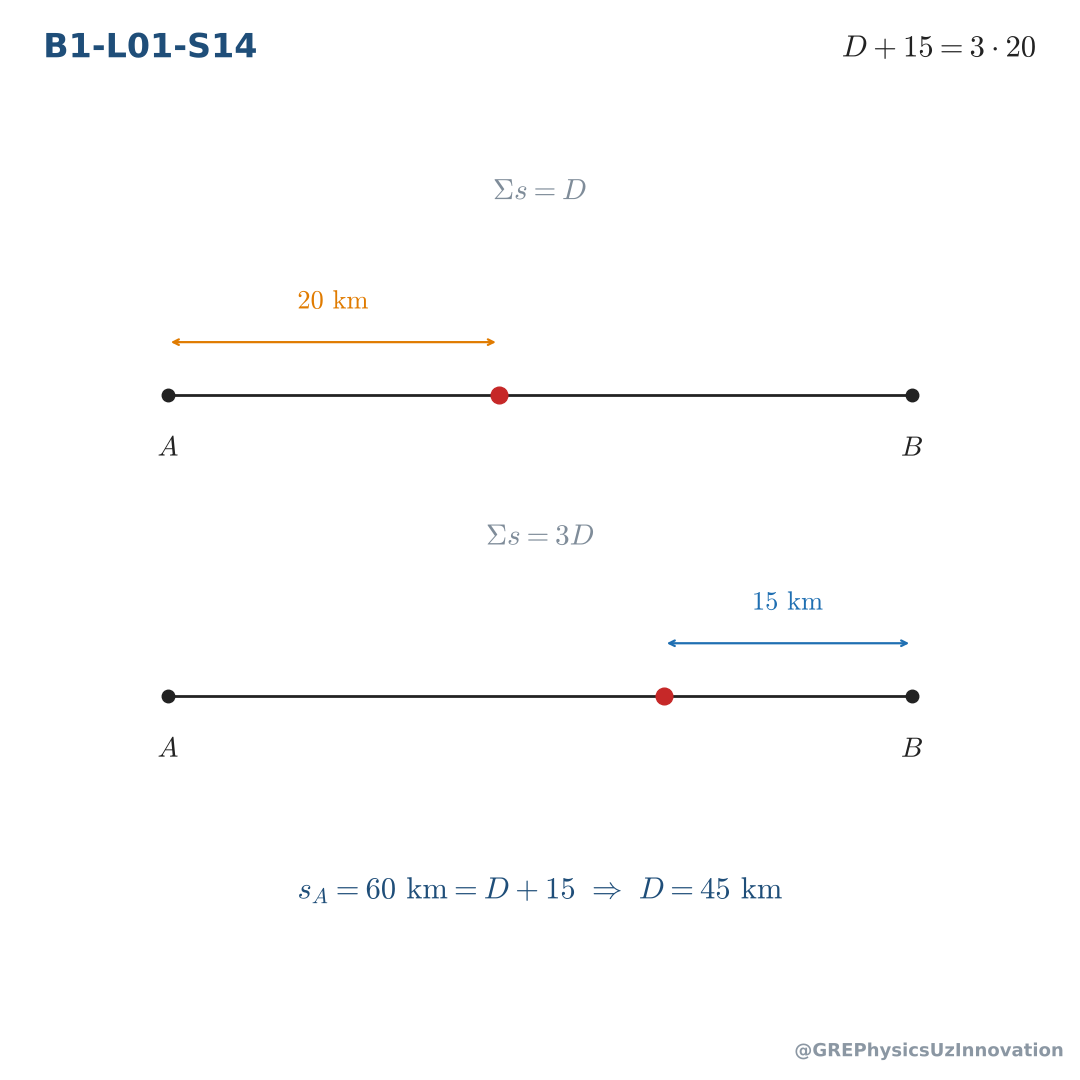 B1-L01-S14
D + 15 = 3 · 20
Σs = D
20 km
A B
Σs = 3D
15 km
A B
s_A = 60 km = D + 15 ⇒ D = 45 km
@GREPhysicsUzInnovation